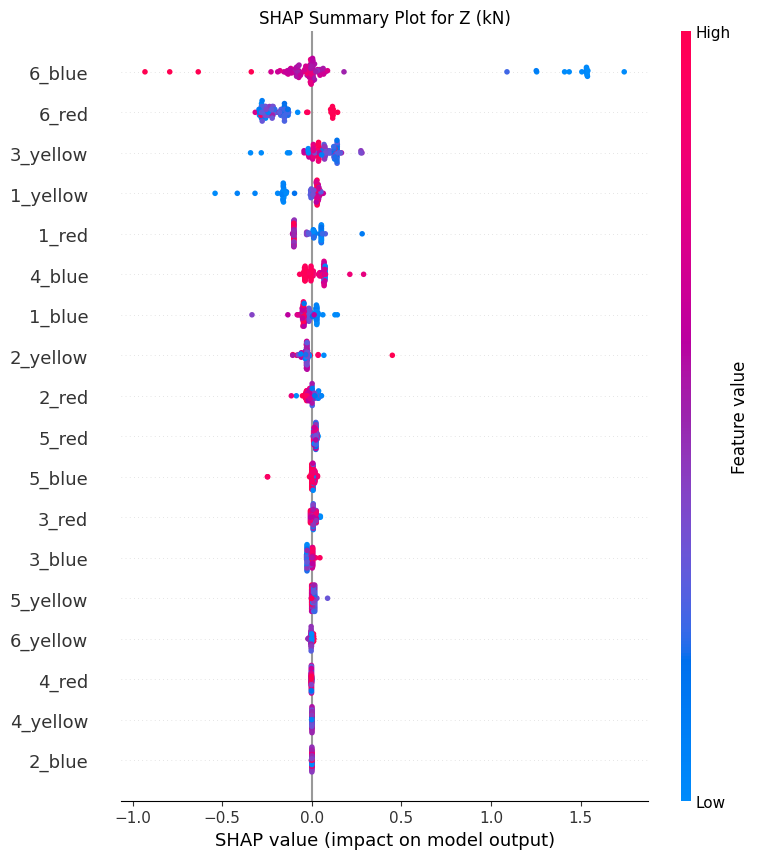 SHAP Summary Plot for Z (kN)
High
6_blue
6_red
3_yellow
1_yellow
1_red
4_blue
1_blue
2_yellow
2_red
5_red
5_blue
3_red
3_blue
5_yellow
6_yellow
4_red
4_yellow
2_blue
Feature value
Low
−1.0 −0.5 0.0 0.5 1.0 1.5
SHAP value (impact on model output)